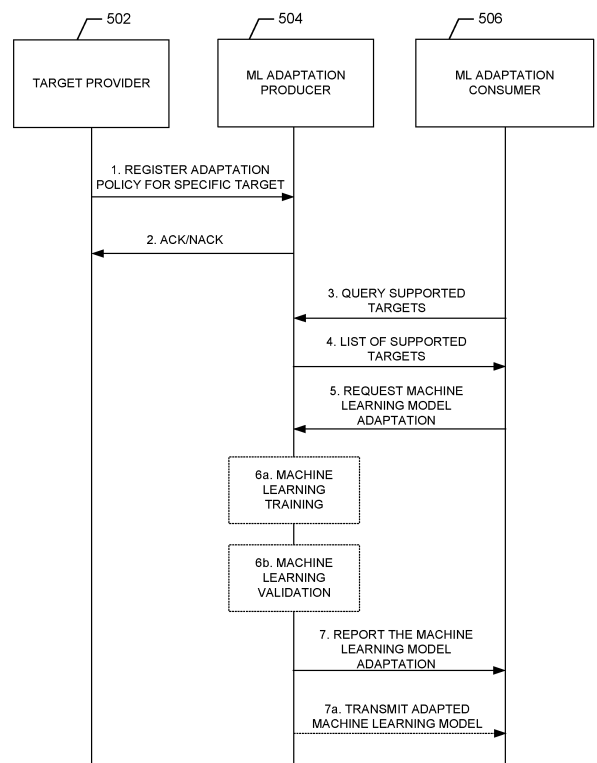 502
504
506
TARGET PROVIDER
ML ADAPTATION
PRODUCER
ML ADAPTATION
CONSUMER
1. REGISTER ADAPTATION
POLICY FOR SPECIFIC TARGET
2. ACK/NACK
3. QUERY SUPPORTED
TARGETS
4. LIST OF SUPPORTED
TARGETS
5. REQUEST MACHINE
LEARNING MODEL
ADAPTATION
6a. MACHINE
LEARNING
TRAINING
6b. MACHINE
LEARNING
VALIDATION
7. REPORT THE MACHINE
LEARNING MODEL
ADAPTATION
7a. TRANSMIT ADAPTED
MACHINE LEARNING MODEL